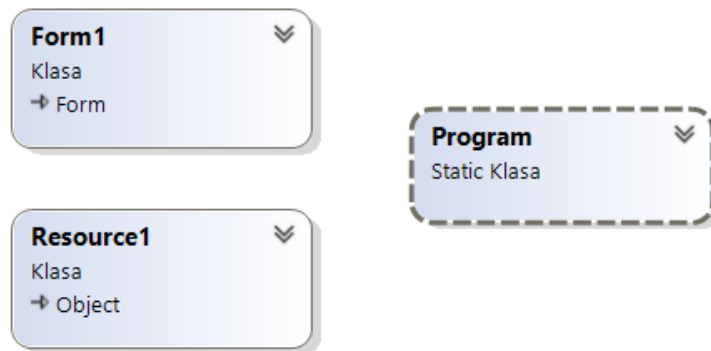 Form1
Klasa
Form
Program
Static Klasa
Resource1
Klasa
Object